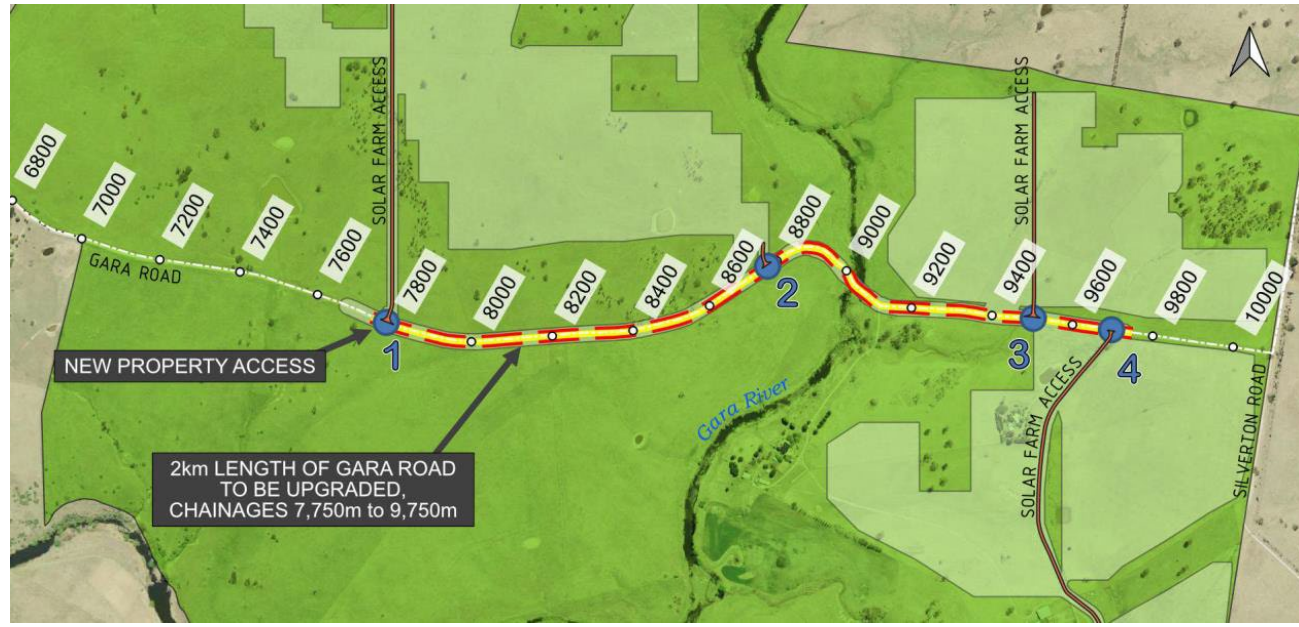 6800
7000
7200
7400
7600
7800
8000
8200
8400
8600
8800
9000
9200
9400
9600
9800
10000
GARA ROAD
SOLAR FARM ACCESS
SOLAR FARM ACCESS
SOLAR FARM ACCESS
SILVERTON ROAD
Gara River
1
2
3
4
NEW PROPERTY ACCESS
2km LENGTH OF GARA ROAD
TO BE UPGRADED,
CHAINAGES 7,750m to 9,750m